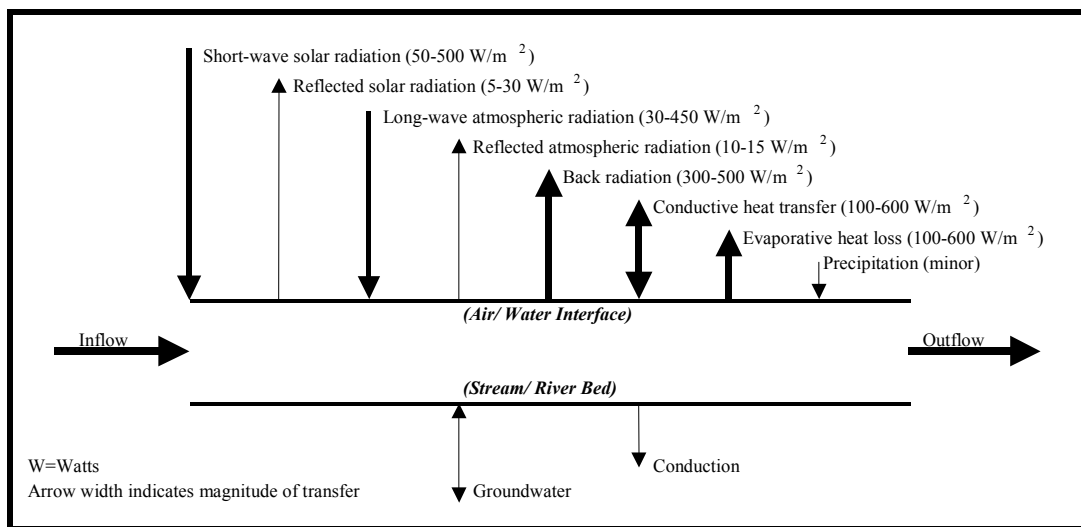 Short-wave solar radiation (50-500 W/m 2)
Reflected solar radiation (5-30 W/m 2)
Long-wave atmospheric radiation (30-450 W/m 2)
Reflected atmospheric radiation (10-15 W/m 2)
Back radiation (300-500 W/m 2)
Conductive heat transfer (100-600 W/m 2)
Evaporative heat loss (100-600 W/m 2)
Precipitation (minor)
(Air/ Water Interface)
Inflow
Outflow
(Stream/ River Bed)
W=Watts
Conduction
Arrow width indicates magnitude of transfer
Groundwater